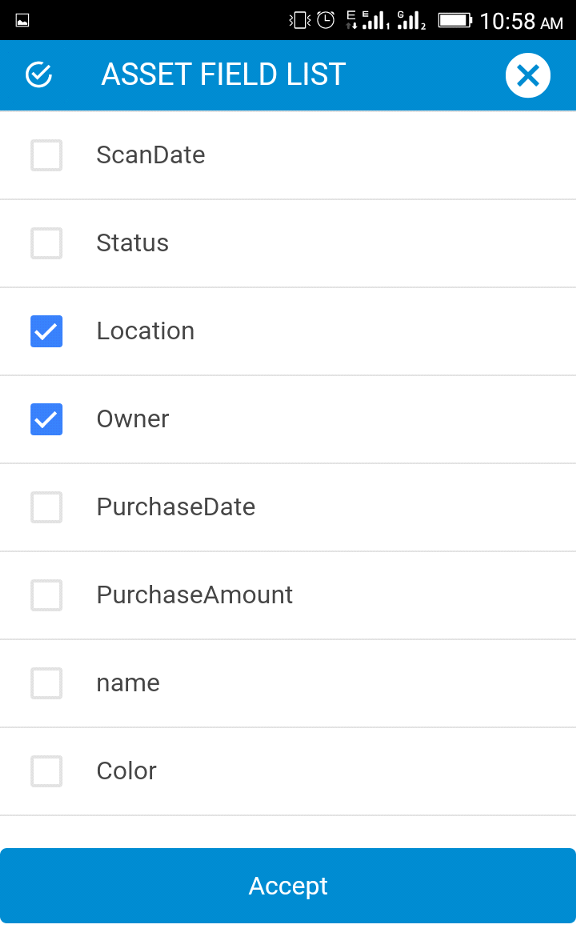 10:58 AM
ASSET FIELD LIST
ScanDate
Status
Location
Owner
PurchaseDate
PurchaseAmount
name
Color
Accept